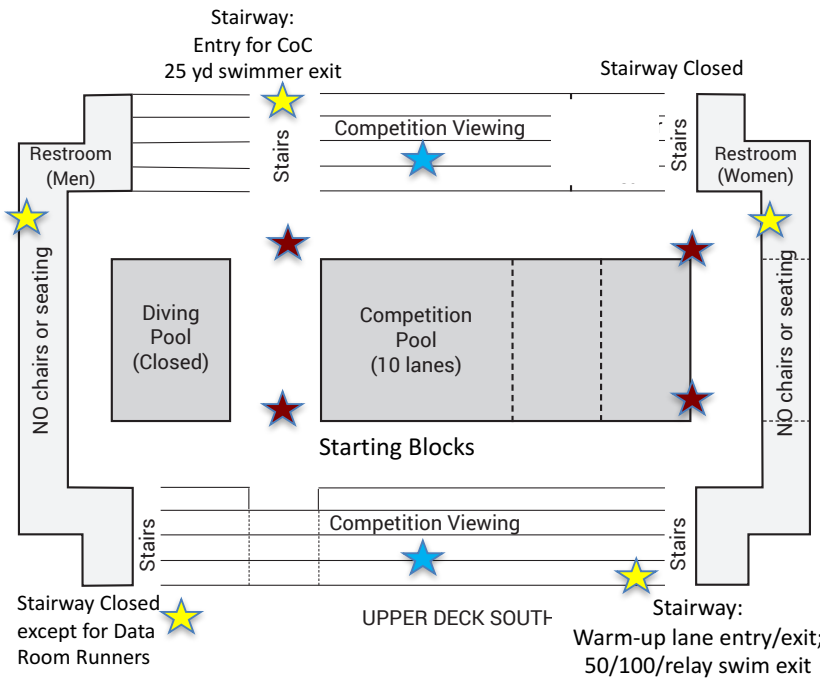 Stairway:
Entry for CoC
25 yd swimmer exit
Stairway Closed
Competition Viewing
Stairs
Stairs
Restroom
(Men)
Restroom
(Women)
NO chairs or seating
NO chairs or seating
Diving
Pool
(Closed)
Competition
Pool
(10 lanes)
Starting Blocks
Competition Viewing
Stairs
Stairs
Stairway Closed
except for Data
Room Runners
UPPER DECK SOUTH
Stairway:
Warm-up lane entry/exit;
50/100/relay swim exit